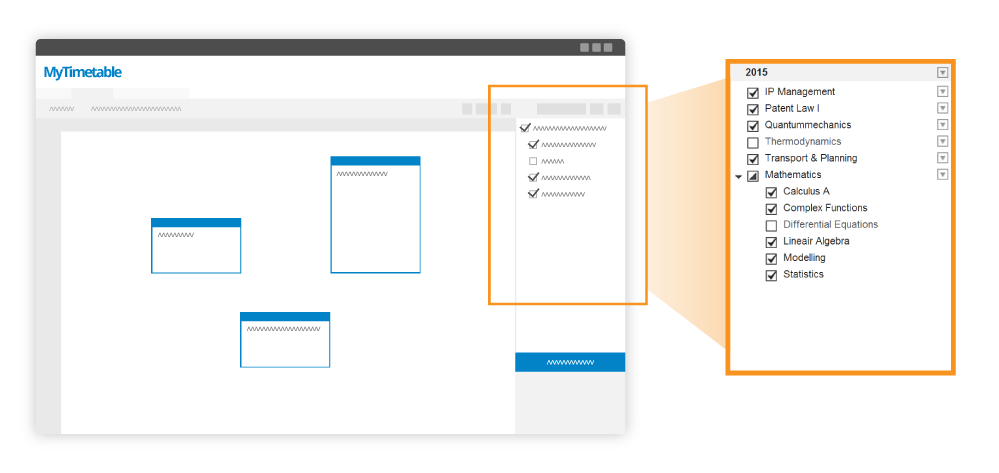 MyTimetable
2015
IP Management
Patent Law I
Quantummechanics
Thermodynamics
Transport & Planning
Mathematics
Calculus A
Complex Functions
Differential Equations
Lineair Algebra
Modelling
Statistics